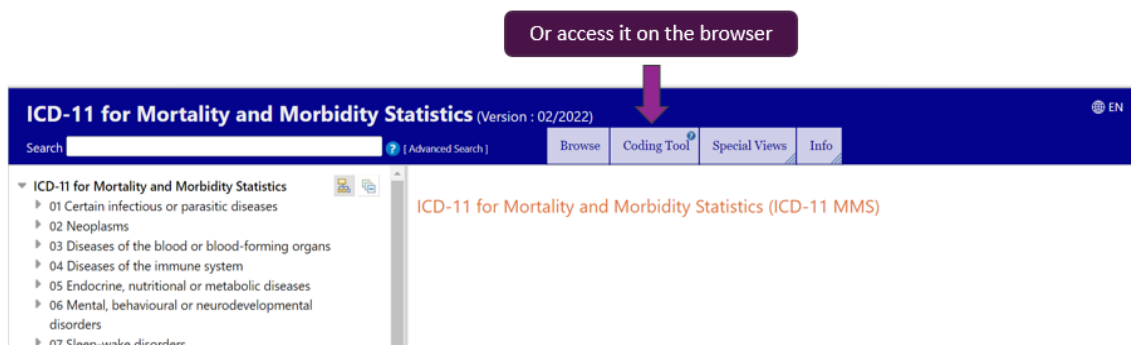 Or access it on the browser
ICD-11 for Mortality and Morbidity Statistics (Version : 02/2022)
EN
Search
? [ Advanced Search ]
Browse
Coding Tool ?
Special Views
Info
ICD-11 for Mortality and Morbidity Statistics
01 Certain infectious or parasitic diseases
02 Neoplasms
03 Diseases of the blood or blood-forming organs
04 Diseases of the immune system
05 Endocrine, nutritional or metabolic diseases
06 Mental, behavioural or neurodevelopmental
disorders
07 Sleep-wake disorders
ICD-11 for Mortality and Morbidity Statistics (ICD-11 MMS)